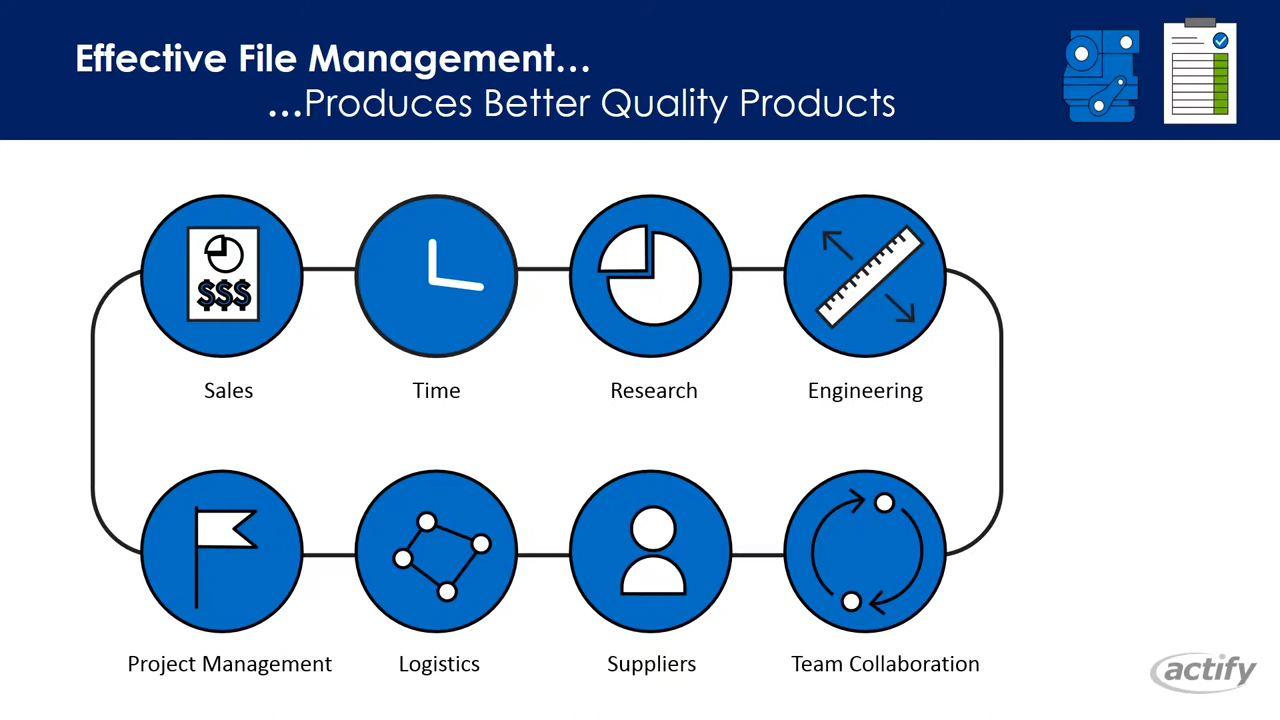 Effective File Management…
…Produces Better Quality Products
$$$
Sales
Time
Research
Engineering
Project Management
Logistics
Suppliers
Team Collaboration
actify